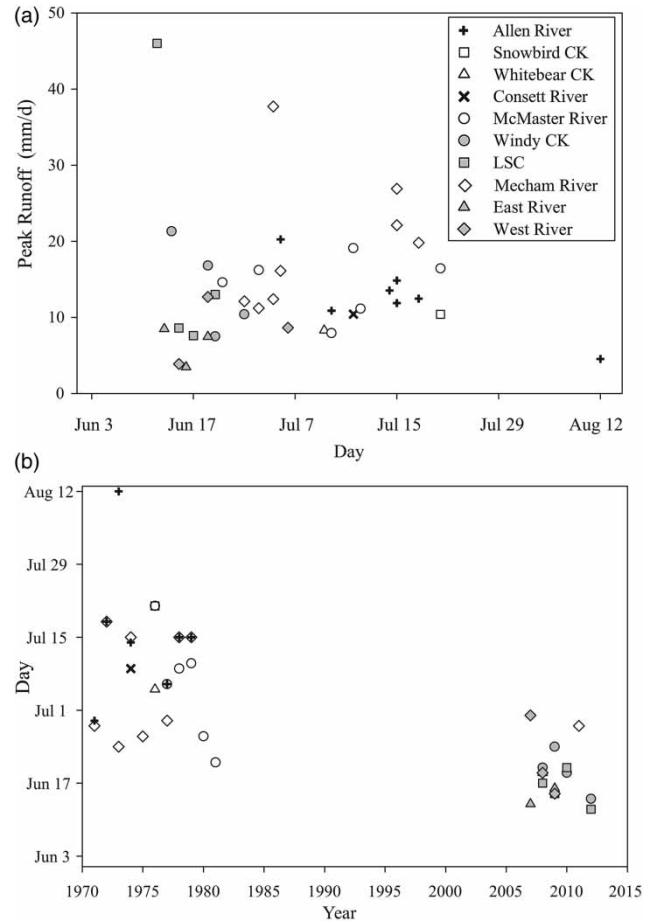 (a)
50
40
30
20
10
0
Peak Runoff (mm/d)
Allen River
Snowbird CK
Whitebear CK
Consett River
McMaster River
Windy CK
LSC
Mecham River
East River
West River
Jun 3 Jun 17 Jul 7 Jul 15 Jul 29 Aug 12
Day
(b)
Aug 12
Jul 29
Jul 15
Jul 1
Jun 17
Jun 3
Day
1970 1975 1980 1985 1990 1995 2000 2005 2010 2015
Year